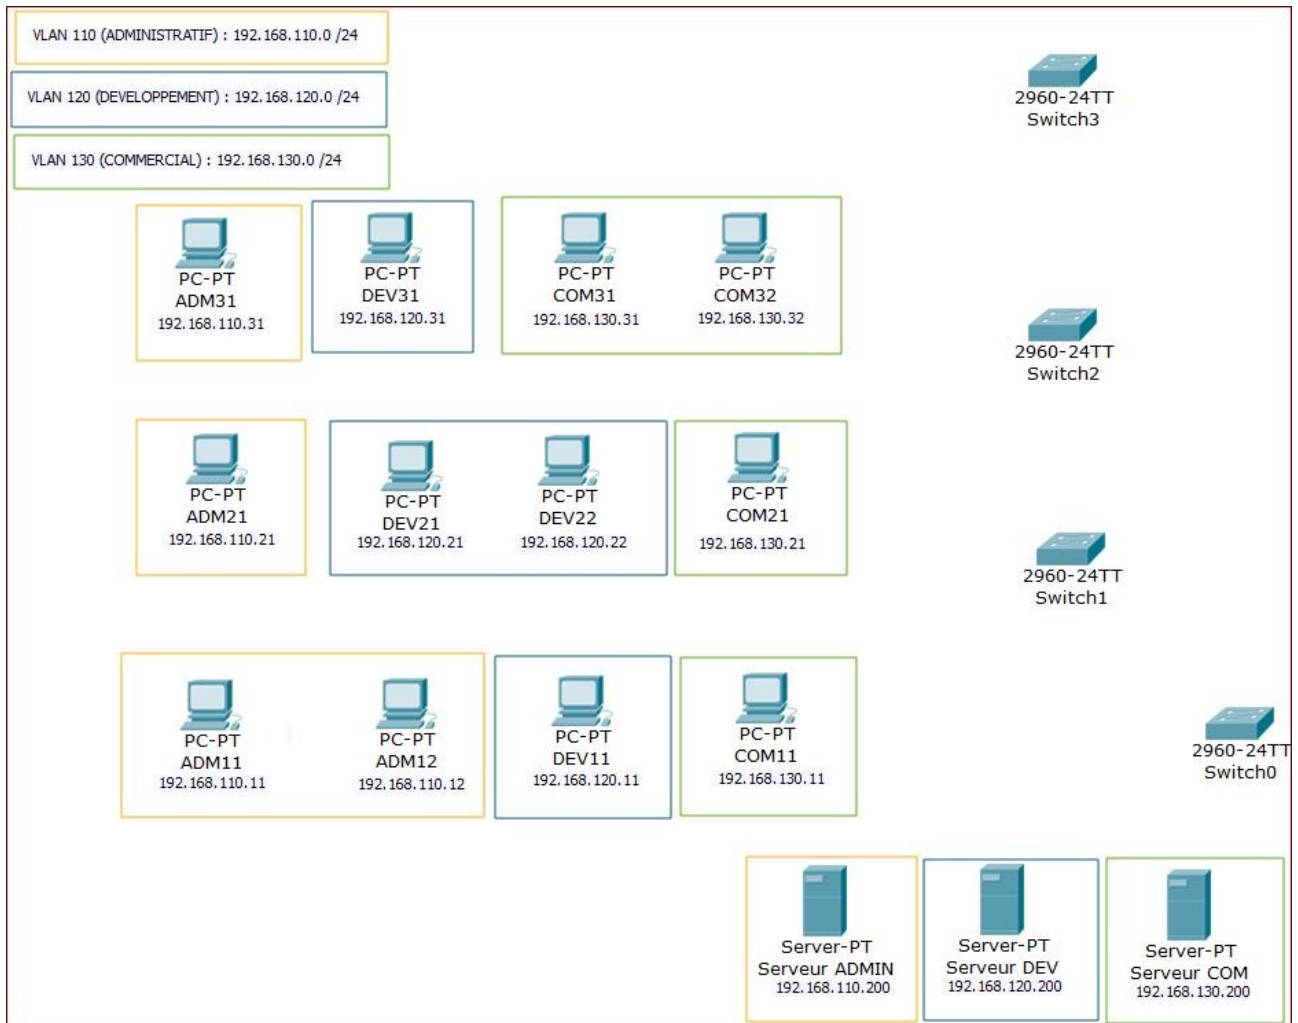 VLAN 110 (ADMINISTRATIF) : 192.168.110.0 /24
VLAN 120 (DEVELOPPEMENT) : 192.168.120.0 /24
VLAN 130 (COMMERCIAL) : 192.168.130.0 /24
2960-24TT
Switch3
PC-PT
ADM31
192.168.110.31
PC-PT
DEV31
192.168.120.31
PC-PT
COM31
192.168.130.31
PC-PT
COM32
192.168.130.32
2960-24TT
Switch2
PC-PT
ADM21
192.168.110.21
PC-PT
DEV21
192.168.120.21
PC-PT
DEV22
192.168.120.22
PC-PT
COM21
192.168.130.21
2960-24TT
Switch1
PC-PT
ADM11
192.168.110.11
PC-PT
ADM12
192.168.110.12
PC-PT
DEV11
192.168.120.11
PC-PT
COM11
192.168.130.11
2960-24TT
Switch0
Server-PT
Serveur ADMIN
192.168.110.200
Server-PT
Serveur DEV
192.168.120.200
Server-PT
Serveur COM
192.168.130.200